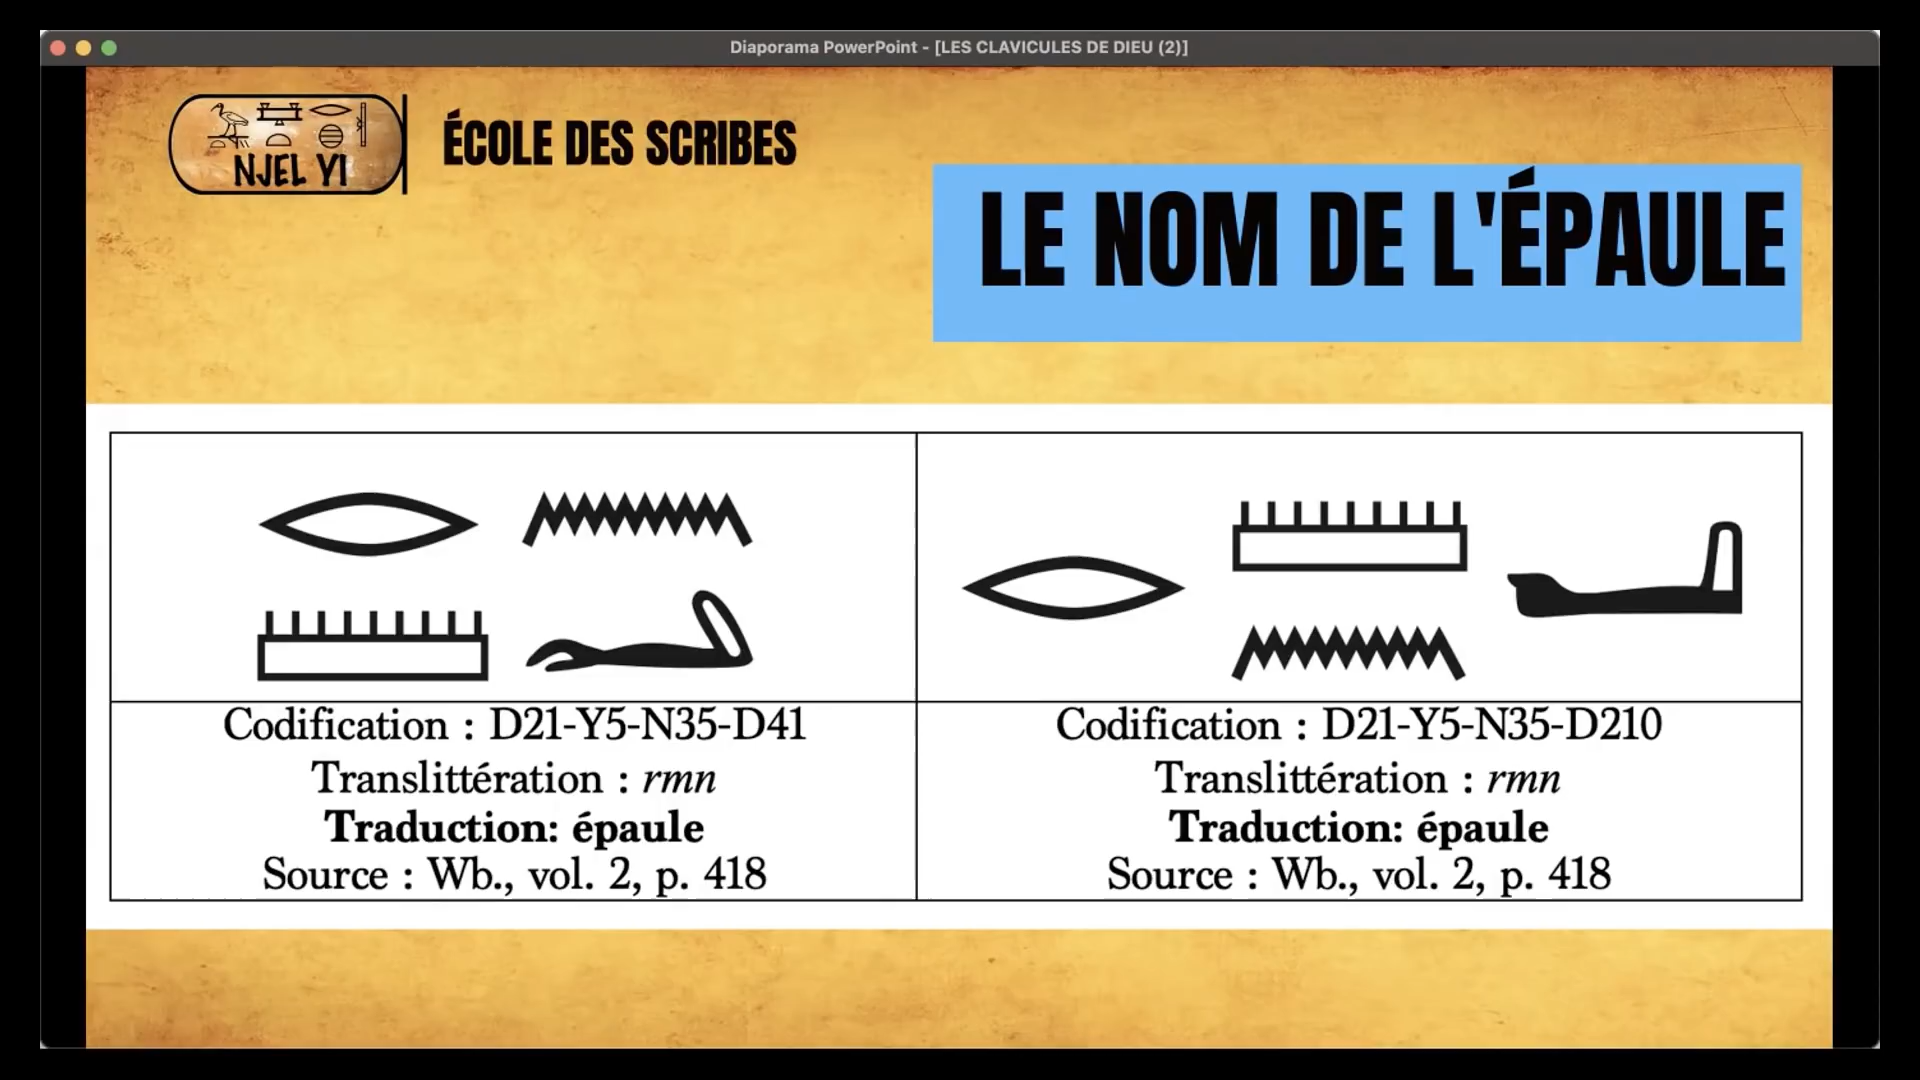 Diaporama PowerPoint - [LES CLAVICULES DE DIEU (2)]
NJEL YI
ÉCOLE DES SCRIBES
LE NOM DE L'ÉPAULE
Codification : D21-Y5-N35-D41
Translittération : rmn
Traduction: épaule
Source : Wb., vol. 2, p. 418
Codification : D21-Y5-N35-D210
Translittération : rmn
Traduction: épaule
Source : Wb., vol. 2, p. 418